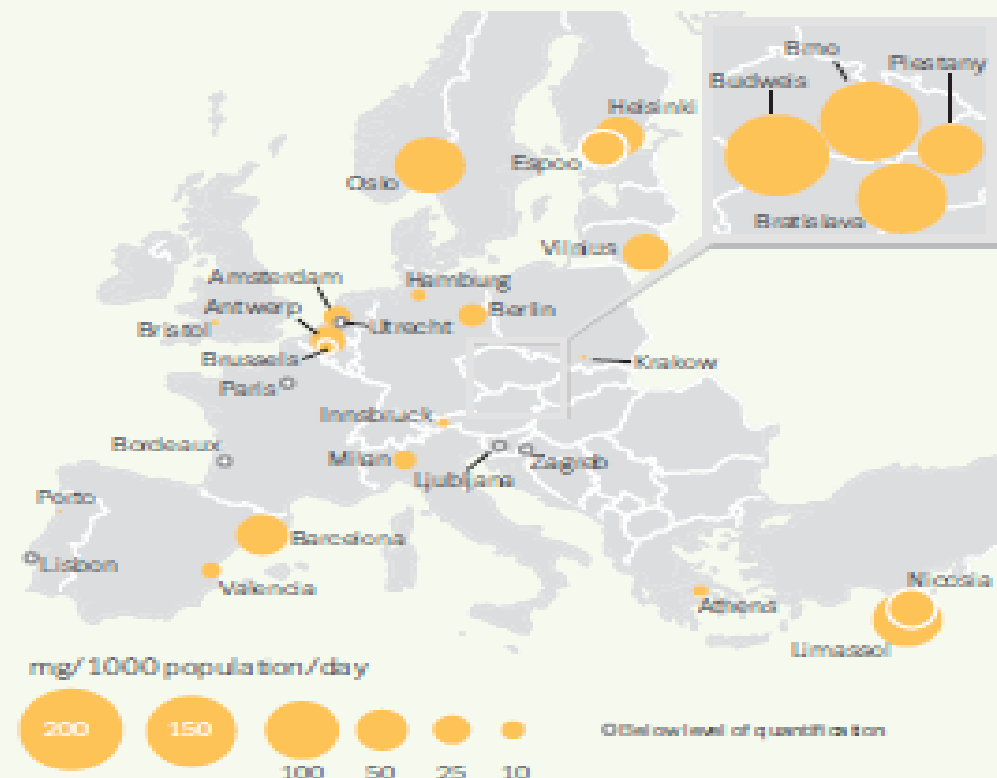 Brno
Piestany
Budweis
Helsinki
Espoo
Oslo
Bratislava
Vilnius
Amsterdam
Hamburg
Antwerp
Berlin
Bristol
Utrecht
Brussels
Krakow
Paris
Innsbruck
Bordeaux
Milan
Zagreb
Ljubljana
Porto
Barcelona
Lisbon
Valencia
Nicosia
Athens
Limassol
mg/1000 population/day
200 150 100 50 25 10
Below level of quantification